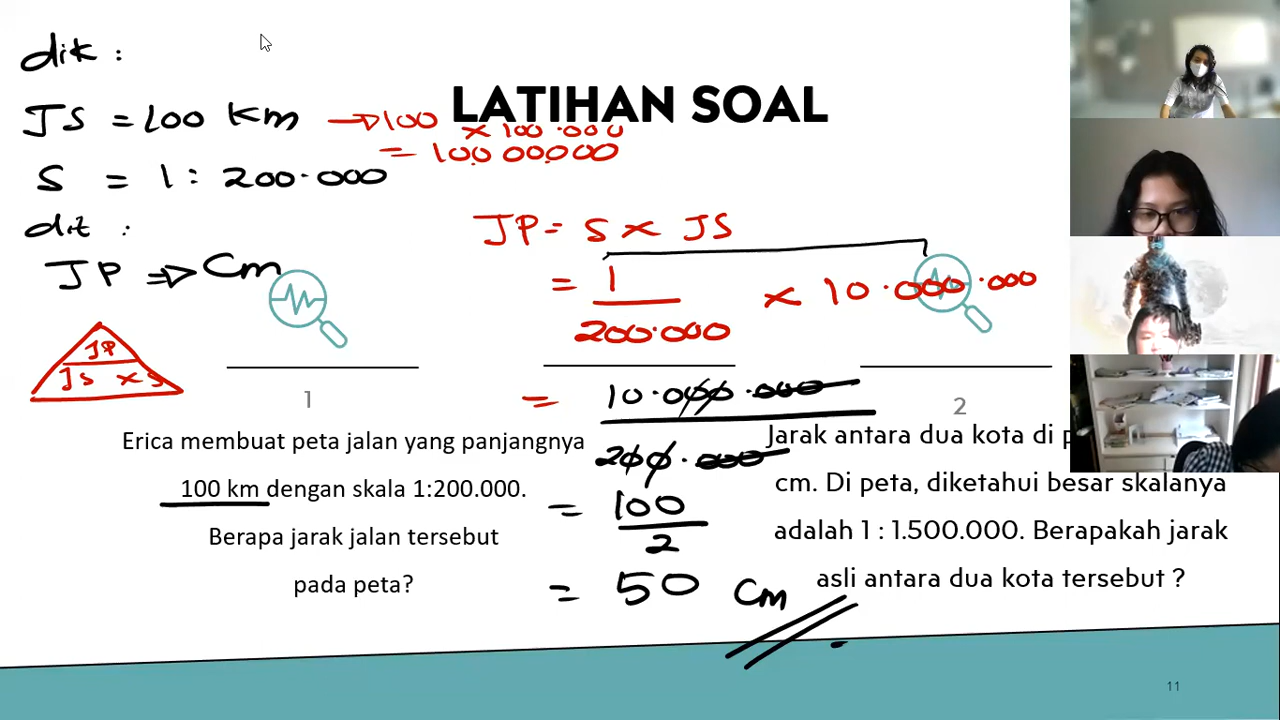 dik :
LATIHAN SOAL
JS = 100 km → 100 × 100.000
= 10.000.000
S = 1 : 200.000
dit :
JP ⇒ cm
JP = S × JS
= 1 × 10.000.000
200.000
JP
JS × S
1
Erica membuat peta jalan yang panjangnya
100 km dengan skala 1:200.000.
Berapa jarak jalan tersebut
pada peta?
= 10.000.000
200.000
= 100
2
= 50 cm
2
Jarak antara dua kota di
cm. Di peta, diketahui besar skalanya
adalah 1 : 1.500.000. Berapakah jarak
asli antara dua kota tersebut ?
11